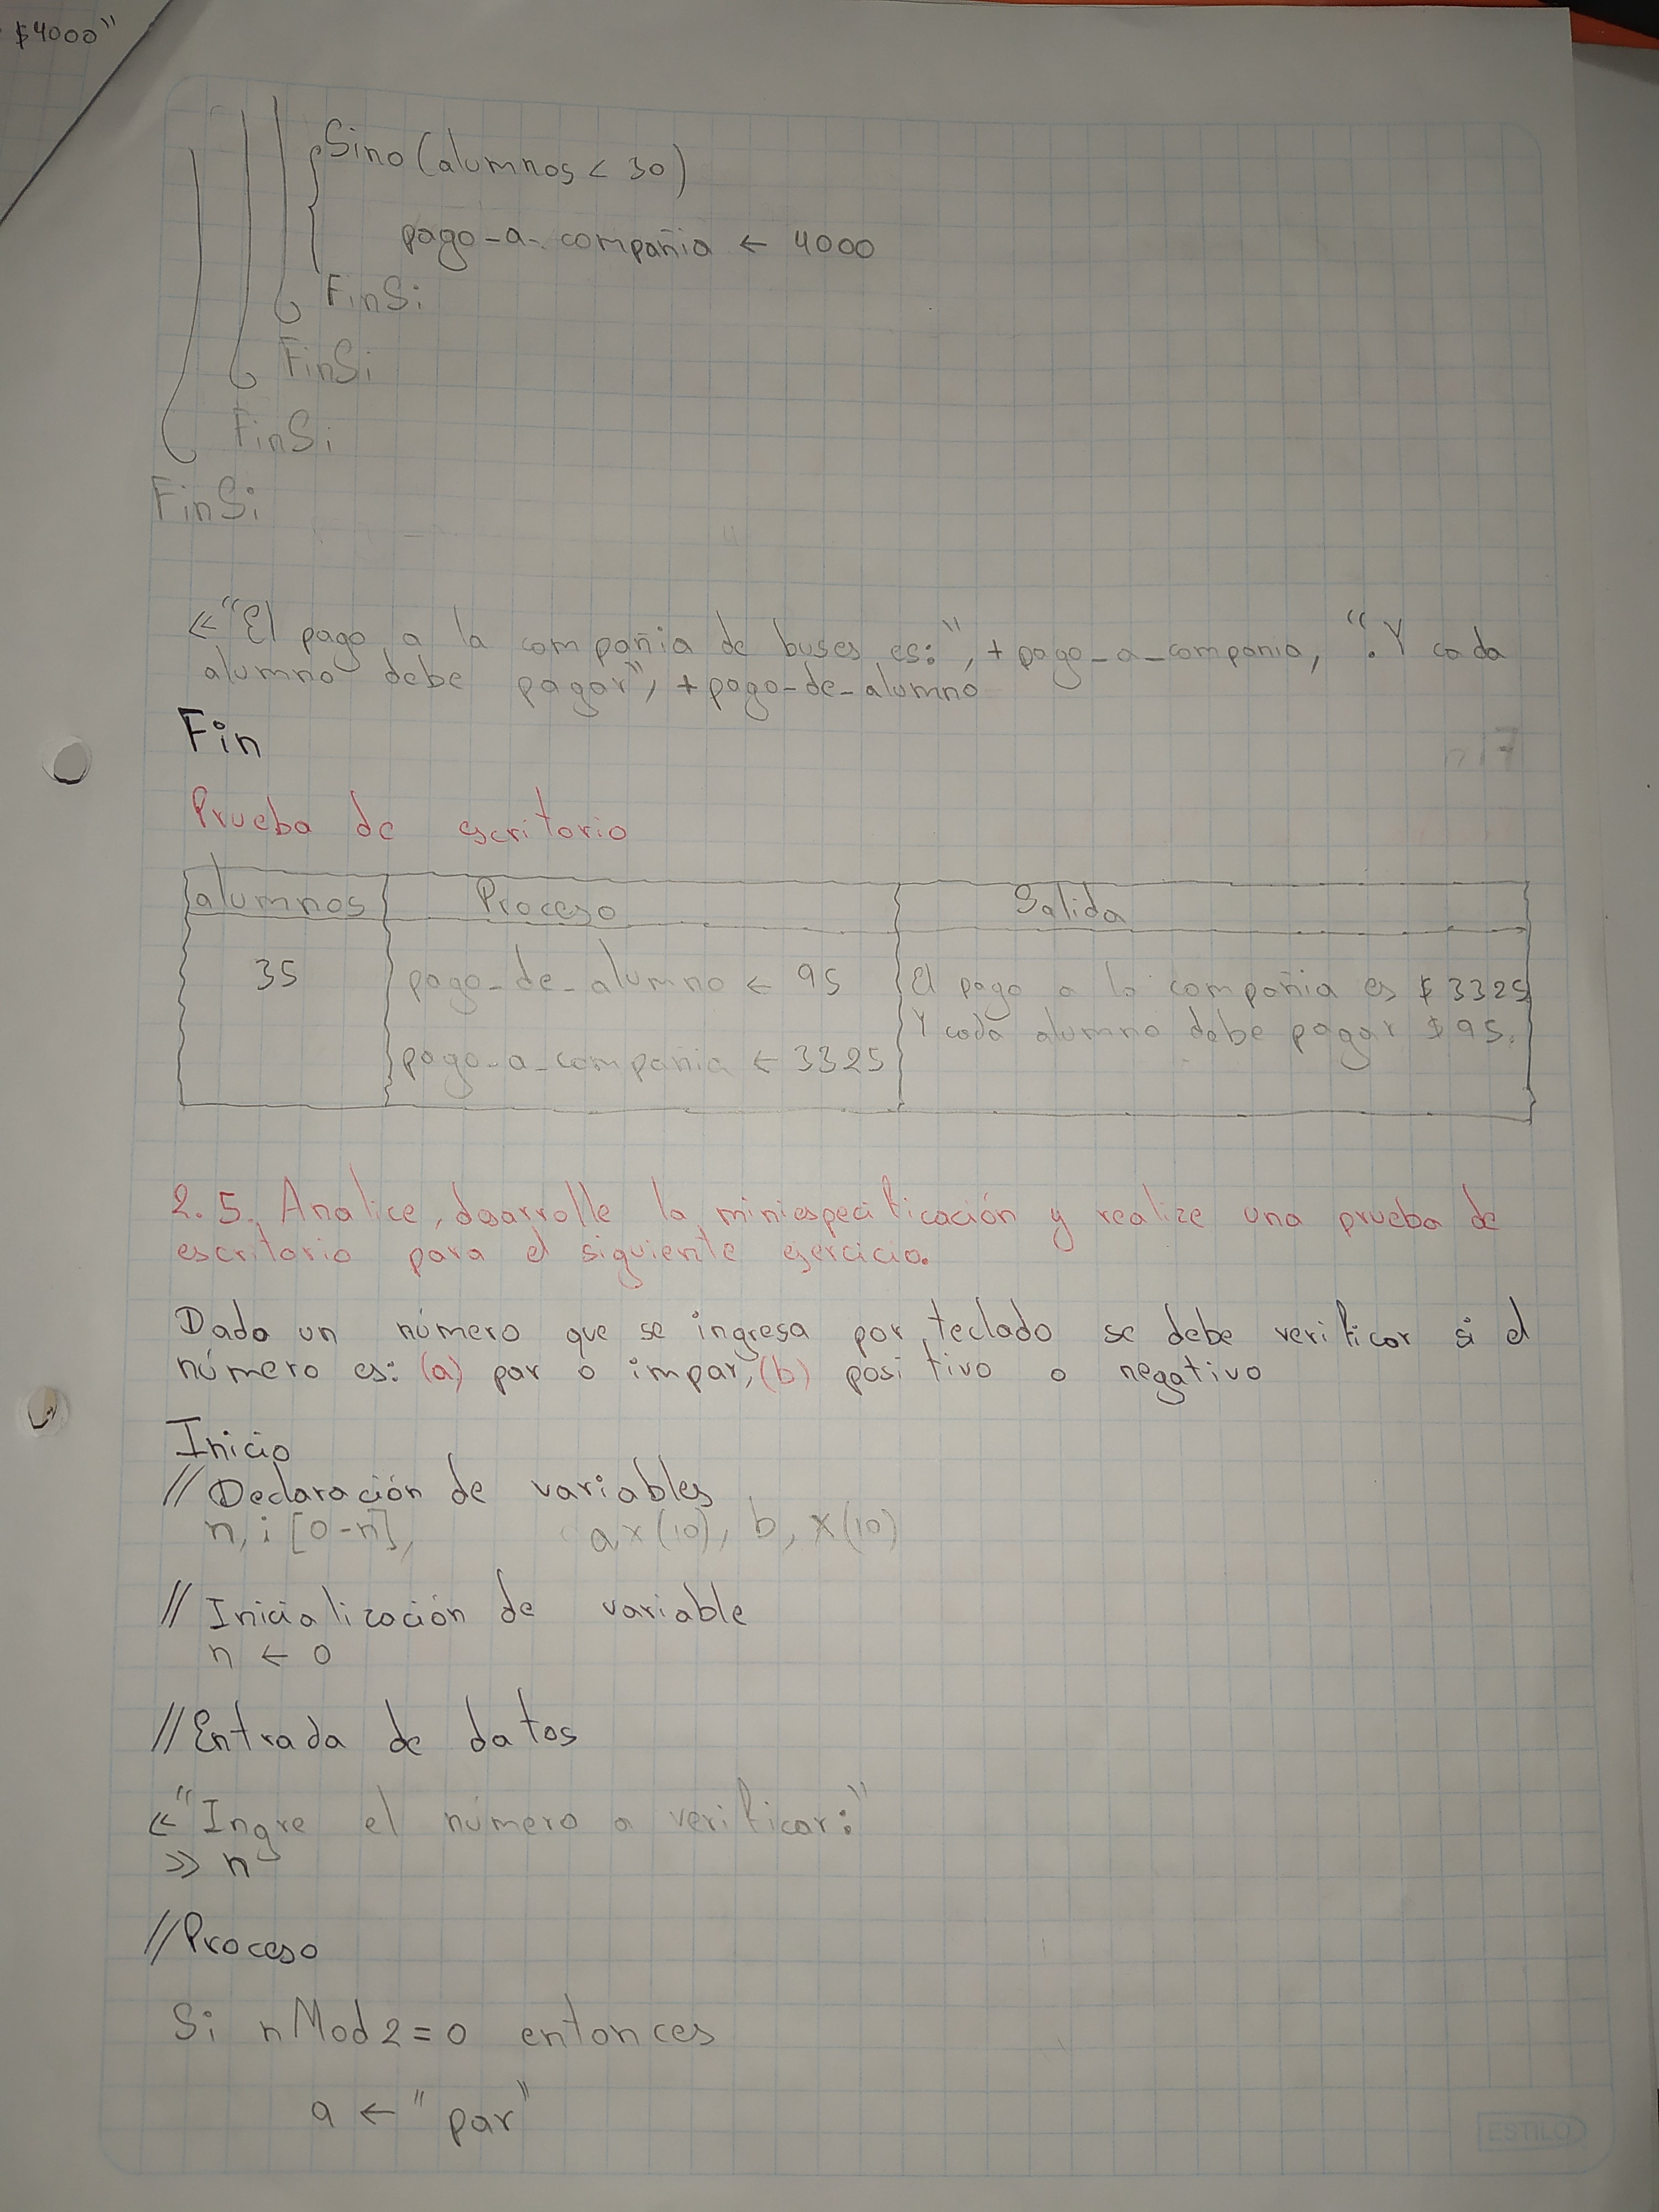 $4000"
Sino (alumnos < 30)
pago-a-compañia ← 4000
FinSi
FinSi
FinSi
FinSi
≪ "El pago a la compañia de buses es:", + pago_a_compania, ". Y cada
alumno debe pagar", + pago-de-alumno
Fin
Prueba de escritorio
alumnos Proceso Salida
35 pago-de-alumno ← 95 El pago a la compañia es $3325
Y cada alumno debe pagar $95.
pago-a-compañia ← 3325
2.5. Analice, desarrolle la miniespecificación y realize una prueba de
escritorio para el siguiente ejercicio.
Dado un número que se ingresa por teclado se debe verificar si el
número es: (a) par o impar, (b) positivo o negativo
Inicio
// Declaración de variables
n, i [0-n], a, x(10), b, x(10)
// Inicialización de variable
n ← 0
// Entrada de datos
≪ "Ingre el número a verificar:"
≫ n
// Proceso
Si n Mod 2 = 0 entonces
a ← "par"
ESTILO